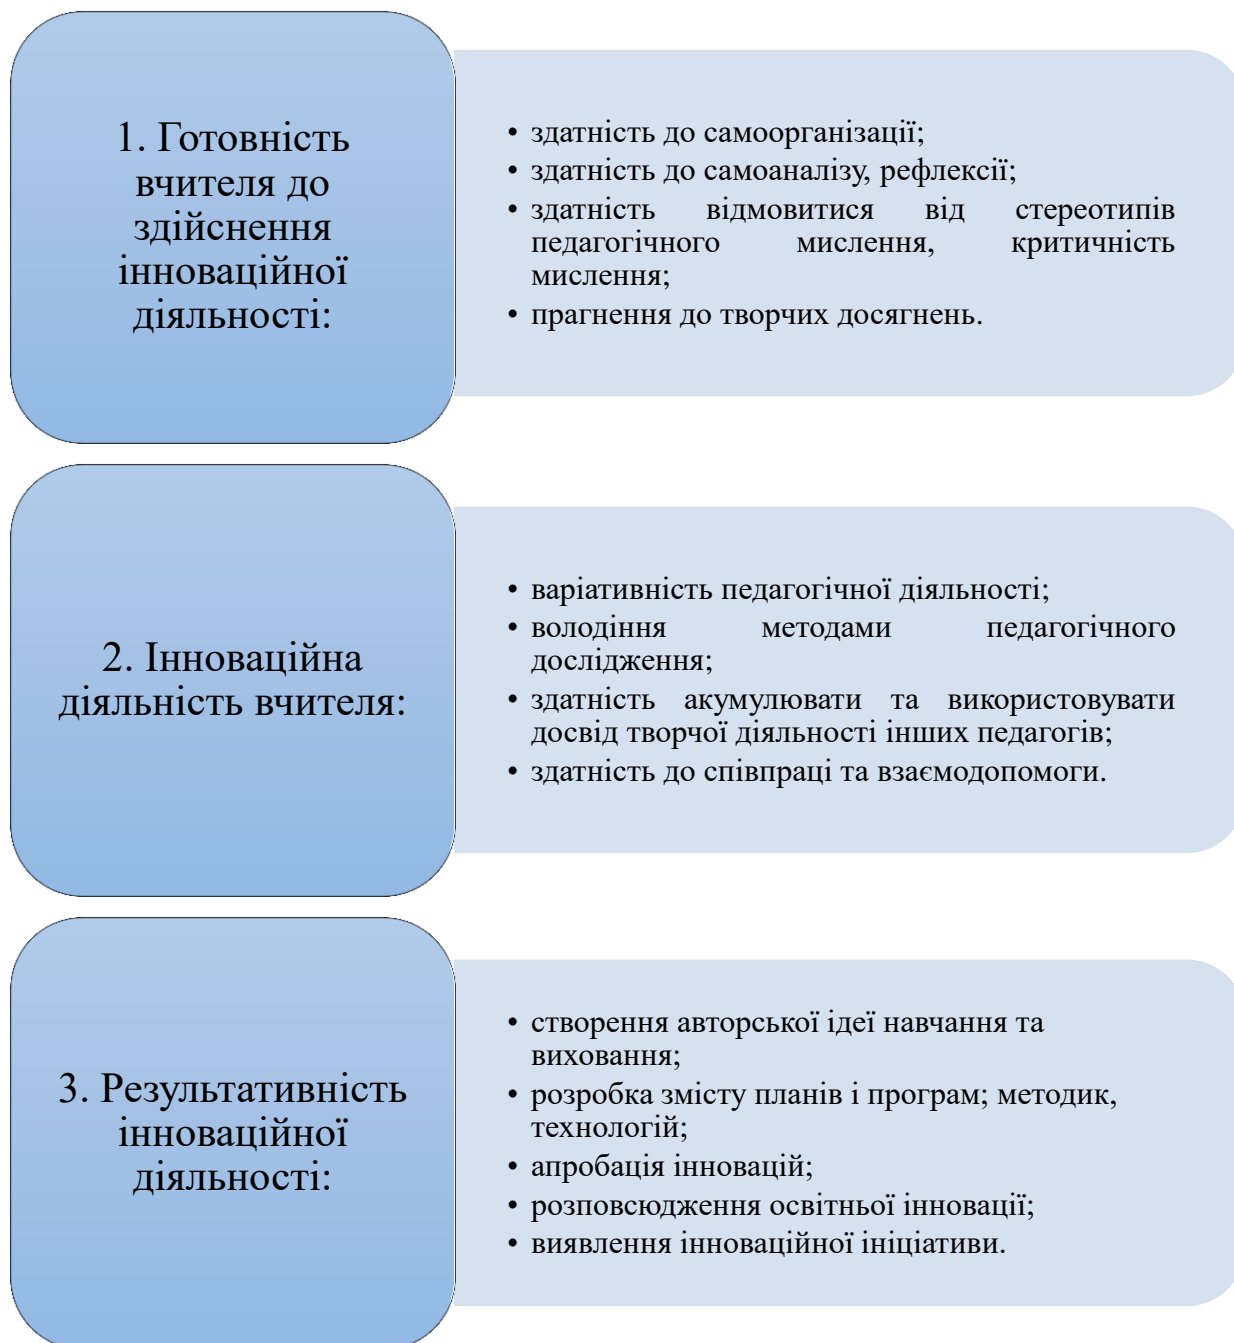 1. Готовність
вчителя до
здійснення
інноваційної
діяльності:
• здатність до самоорганізації;
• здатність до самоаналізу, рефлексії;
• здатність відмовитися від стереотипів
педагогічного мислення, критичність
мислення;
• прагнення до творчих досягнень.
2. Інноваційна
діяльність вчителя:
• варіативність педагогічної діяльності;
• володіння методами педагогічного
дослідження;
• здатність акумулювати та використовувати
досвід творчої діяльності інших педагогів;
• здатність до співпраці та взаємодопомоги.
3. Результативність
інноваційної
діяльності:
• створення авторської ідеї навчання та
виховання;
• розробка змісту планів і програм; методик,
технологій;
• апробація інновацій;
• розповсюдження освітньої інновації;
• виявлення інноваційної ініціативи.